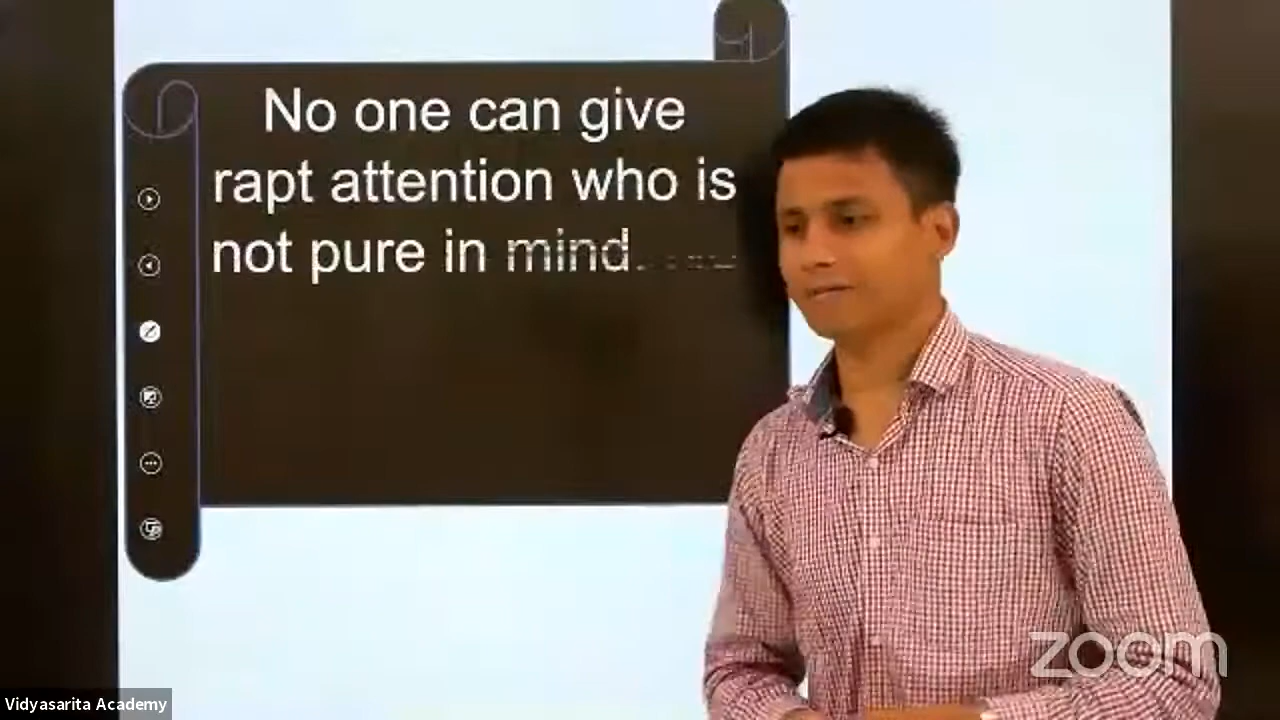 No one can give
rapt attention who is
not pure in mind.
zoom
Vidyasarita Academy